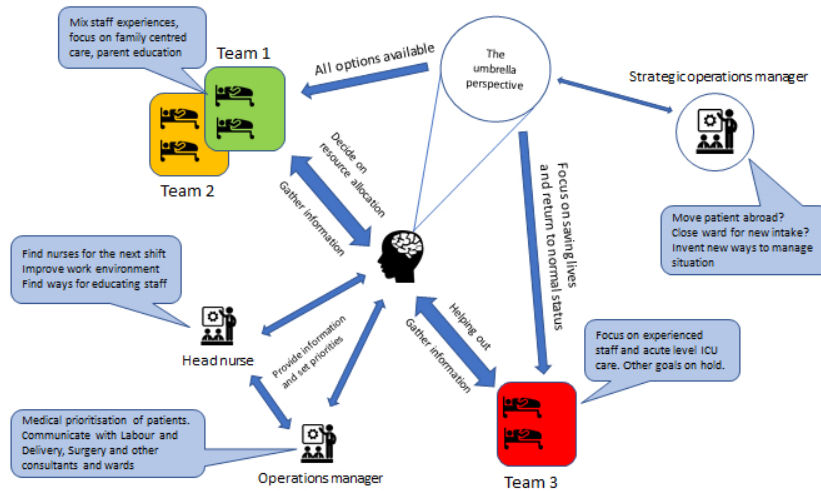 Mix staff experiences,
focus on family centred
care, parent education
Team 1
Team 2
All options available
The
umbrella
perspective
Strategic operations manager
Move patient abroad?
Close ward for new intake?
Invent new ways to manage
situation
Decide on
resource allocation
Gather information
Focus on saving lives
and return to normal status
Find nurses for the next shift
Improve work environment
Find ways for educating staff
Head nurse
Provide information
and set priorities
Helping out
Gather information
Focus on experienced
staff and acute level ICU
care. Other goals on hold.
Medical prioritisation of patients.
Communicate with Labour and
Delivery, Surgery and other
consultants and wards
Operations manager
Team 3